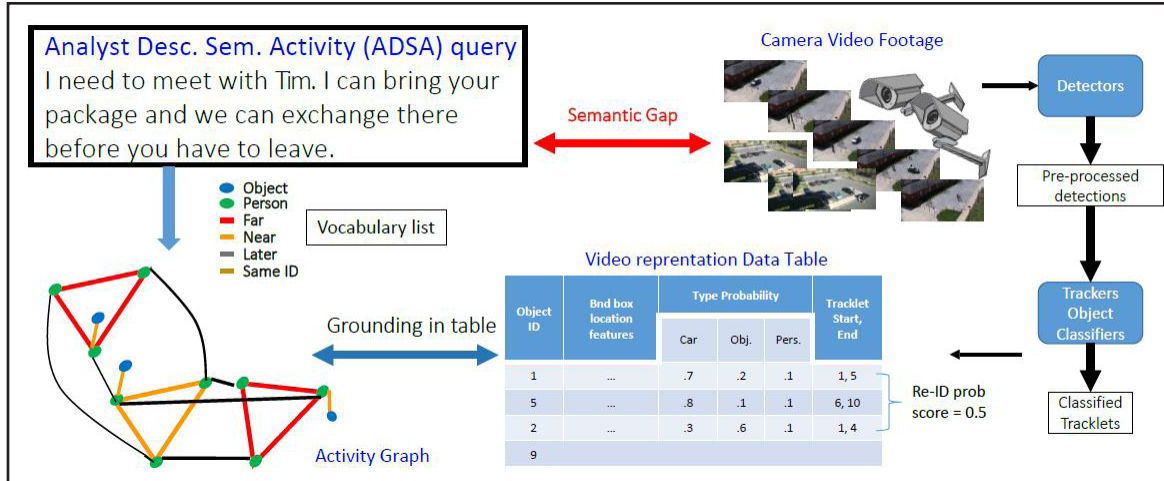 Analyst Desc. Sem. Activity (ADSA) query
I need to meet with Tim. I can bring your
package and we can exchange there
before you have to leave.
Semantic Gap
Camera Video Footage
Detectors
Pre-processed
detections
Trackers
Object
Classifiers
Classified
Tracklets
Object
Person
Far
Near
Later
Same ID
Vocabulary list
Activity Graph
Grounding in table
Video reprentation Data Table
Object
ID
Bnd box
location
features
Type Probability
Tracklet
Start,
End
Car Obj. Pers.
1 ... .7 .2 .1 1, 5
5 ... .8 .1 .1 6, 10
2 ... .3 .6 .1 1, 4
9
Re-ID prob
score = 0.5